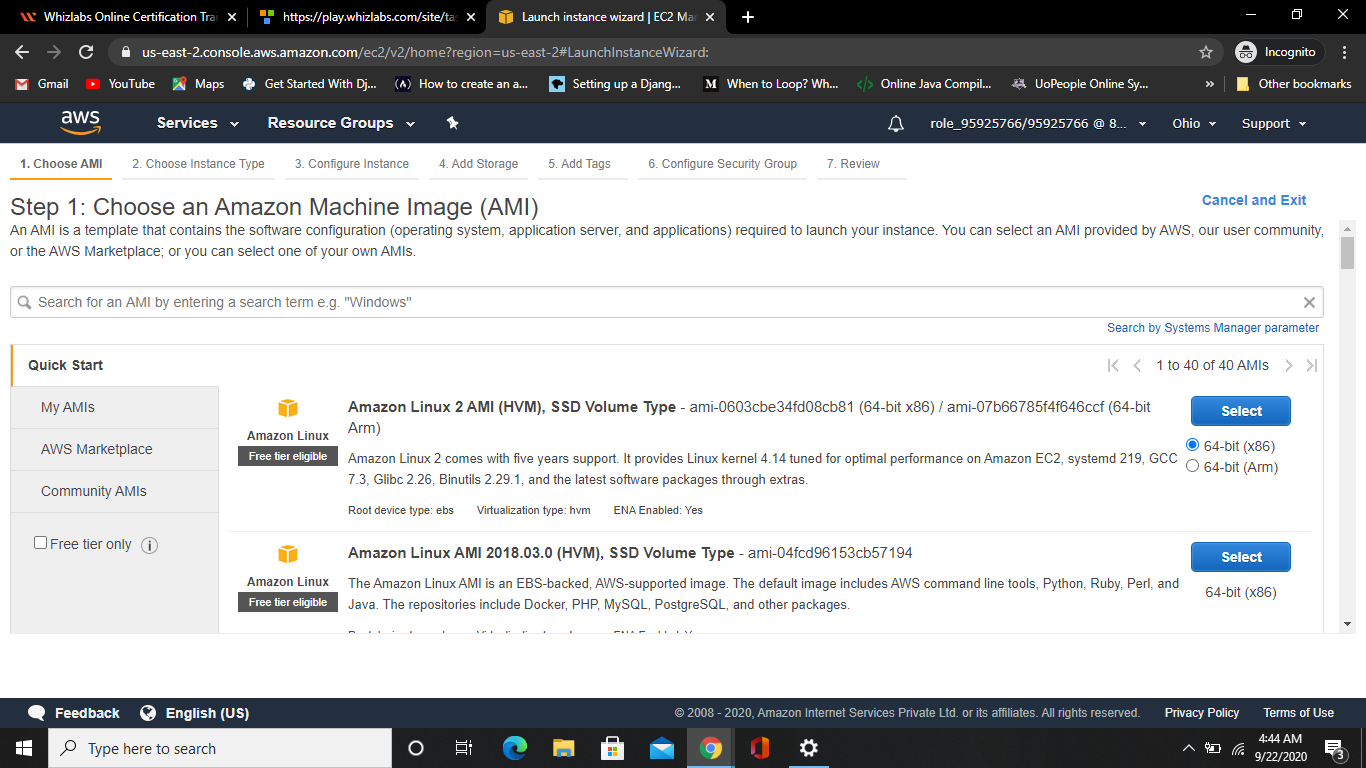 Whizlabs Online Certification Trai
https://play.whizlabs.com/site/tas
Launch instance wizard | EC2 Man
us-east-2.console.aws.amazon.com/ec2/v2/home?region=us-east-2#LaunchInstanceWizard:
Incognito
Gmail
YouTube
Maps
Get Started With Dj...
How to create an a...
Setting up a Djang...
When to Loop? Wh...
Online Java Compil...
UoPeople Online Sy...
»
Other bookmarks
aws
Services
Resource Groups
role_95925766/95925766 @ 8...
Ohio
Support
1. Choose AMI
2. Choose Instance Type
3. Configure Instance
4. Add Storage
5. Add Tags
6. Configure Security Group
7. Review
Step 1: Choose an Amazon Machine Image (AMI)
Cancel and Exit
An AMI is a template that contains the software configuration (operating system, application server, and applications) required to launch your instance. You can select an AMI provided by AWS, our user community,
or the AWS Marketplace; or you can select one of your own AMIs.
Search for an AMI by entering a search term e.g. "Windows"
Search by Systems Manager parameter
Quick Start
1 to 40 of 40 AMIs
My AMIs
AWS Marketplace
Community AMIs
Free tier only
Amazon Linux
Free tier eligible
Amazon Linux 2 AMI (HVM), SSD Volume Type - ami-0603cbe34fd08cb81 (64-bit x86) / ami-07b66785f4f646ccf (64-bit
Arm)
Amazon Linux 2 comes with five years support. It provides Linux kernel 4.14 tuned for optimal performance on Amazon EC2, systemd 219, GCC
7.3, Glibc 2.26, Binutils 2.29.1, and the latest software packages through extras.
Root device type: ebs Virtualization type: hvm ENA Enabled: Yes
Select
64-bit (x86)
64-bit (Arm)
Amazon Linux
Free tier eligible
Amazon Linux AMI 2018.03.0 (HVM), SSD Volume Type - ami-04fcd96153cb57194
The Amazon Linux AMI is an EBS-backed, AWS-supported image. The default image includes AWS command line tools, Python, Ruby, Perl, and
Java. The repositories include Docker, PHP, MySQL, PostgreSQL, and other packages.
Select
64-bit (x86)
Feedback
English (US)
© 2008 - 2020, Amazon Internet Services Private Ltd. or its affiliates. All rights reserved.
Privacy Policy
Terms of Use
Type here to search
4:44 AM
9/22/2020
3